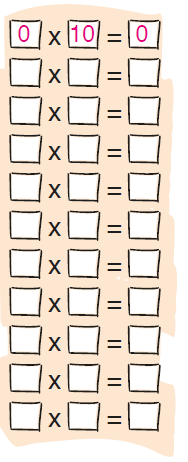 0 x 10 = 0
x =
x =
x =
x =
x =
x =
x =
x =
x =
x =